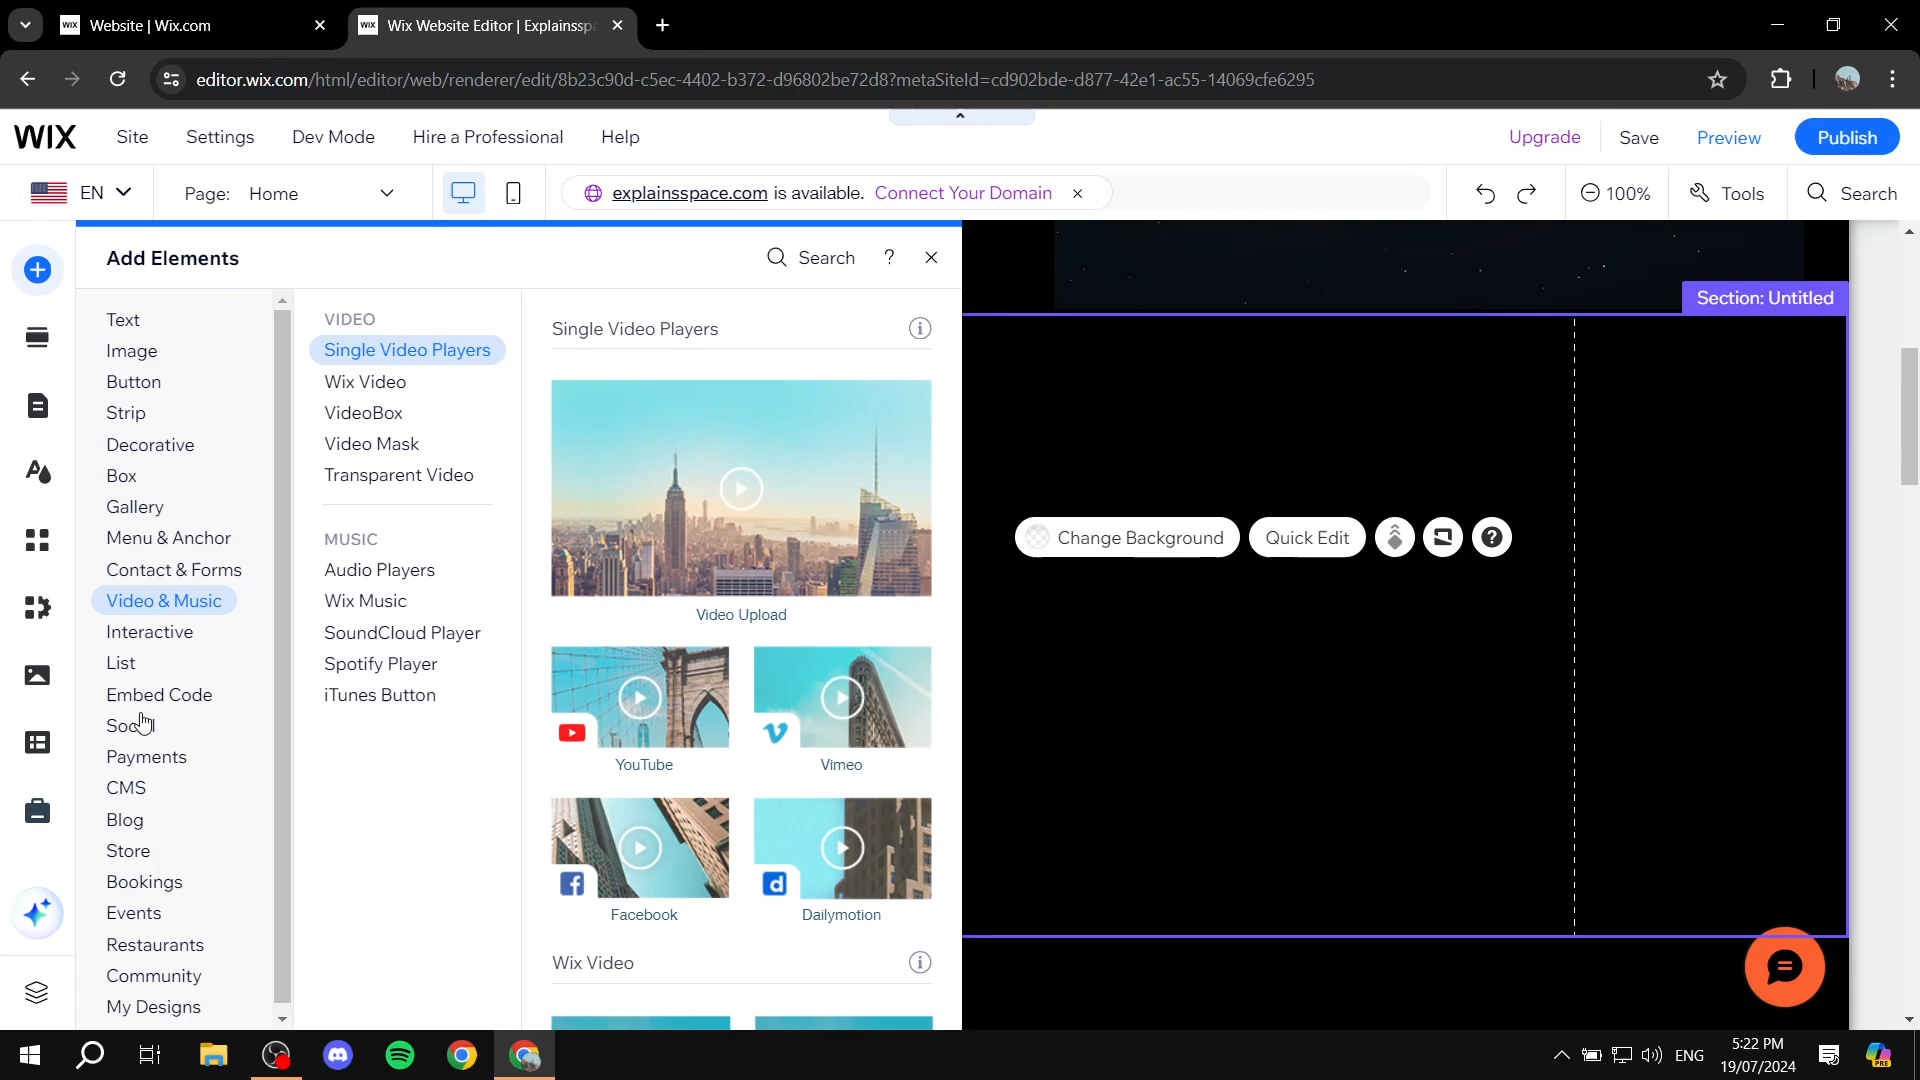 Website | Wix.com
Wix Website Editor | Explainssp
editor.wix.com/html/editor/web/renderer/edit/8b23c90d-c5ec-4402-b372-d96802be72d8?metaSiteId=cd902bde-d877-42e1-ac55-14069cfe6295
WIX
Site
Settings
Dev Mode
Hire a Professional
Help
Upgrade
Save
Preview
Publish
EN
Page: Home
explainsspace.com is available. Connect Your Domain
100%
Tools
Search
Add Elements
Search
?
Text
Image
Button
Strip
Decorative
Box
Gallery
Menu & Anchor
Contact & Forms
Video & Music
Interactive
List
Embed Code
Payments
CMS
Blog
Store
Bookings
Events
Restaurants
Community
My Designs
VIDEO
Single Video Players
Wix Video
VideoBox
Video Mask
Transparent Video
MUSIC
Audio Players
Wix Music
SoundCloud Player
Spotify Player
iTunes Button
Single Video Players
Video Upload
YouTube
Vimeo
Facebook
Dailymotion
Wix Video
Section: Untitled
Change Background
Quick Edit
ENG
5:22 PM
19/07/2024